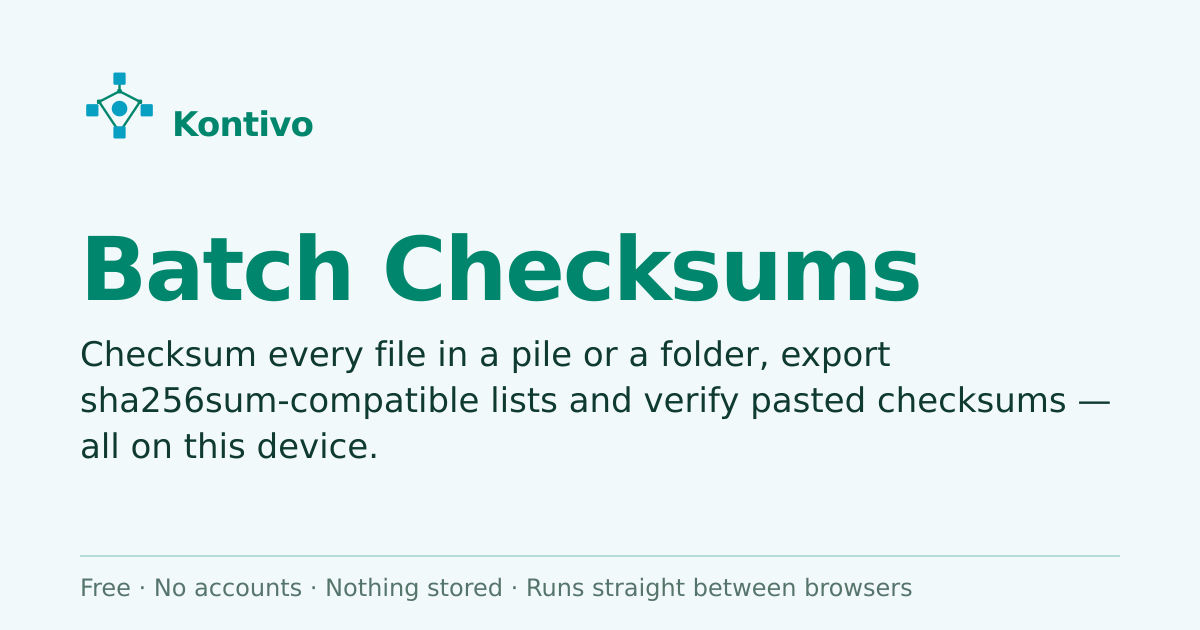 Kontivo
Batch Checksums
Checksum every file in a pile or a folder, export
sha256sum-compatible lists and verify pasted checksums —
all on this device.
Free · No accounts · Nothing stored · Runs straight between browsers